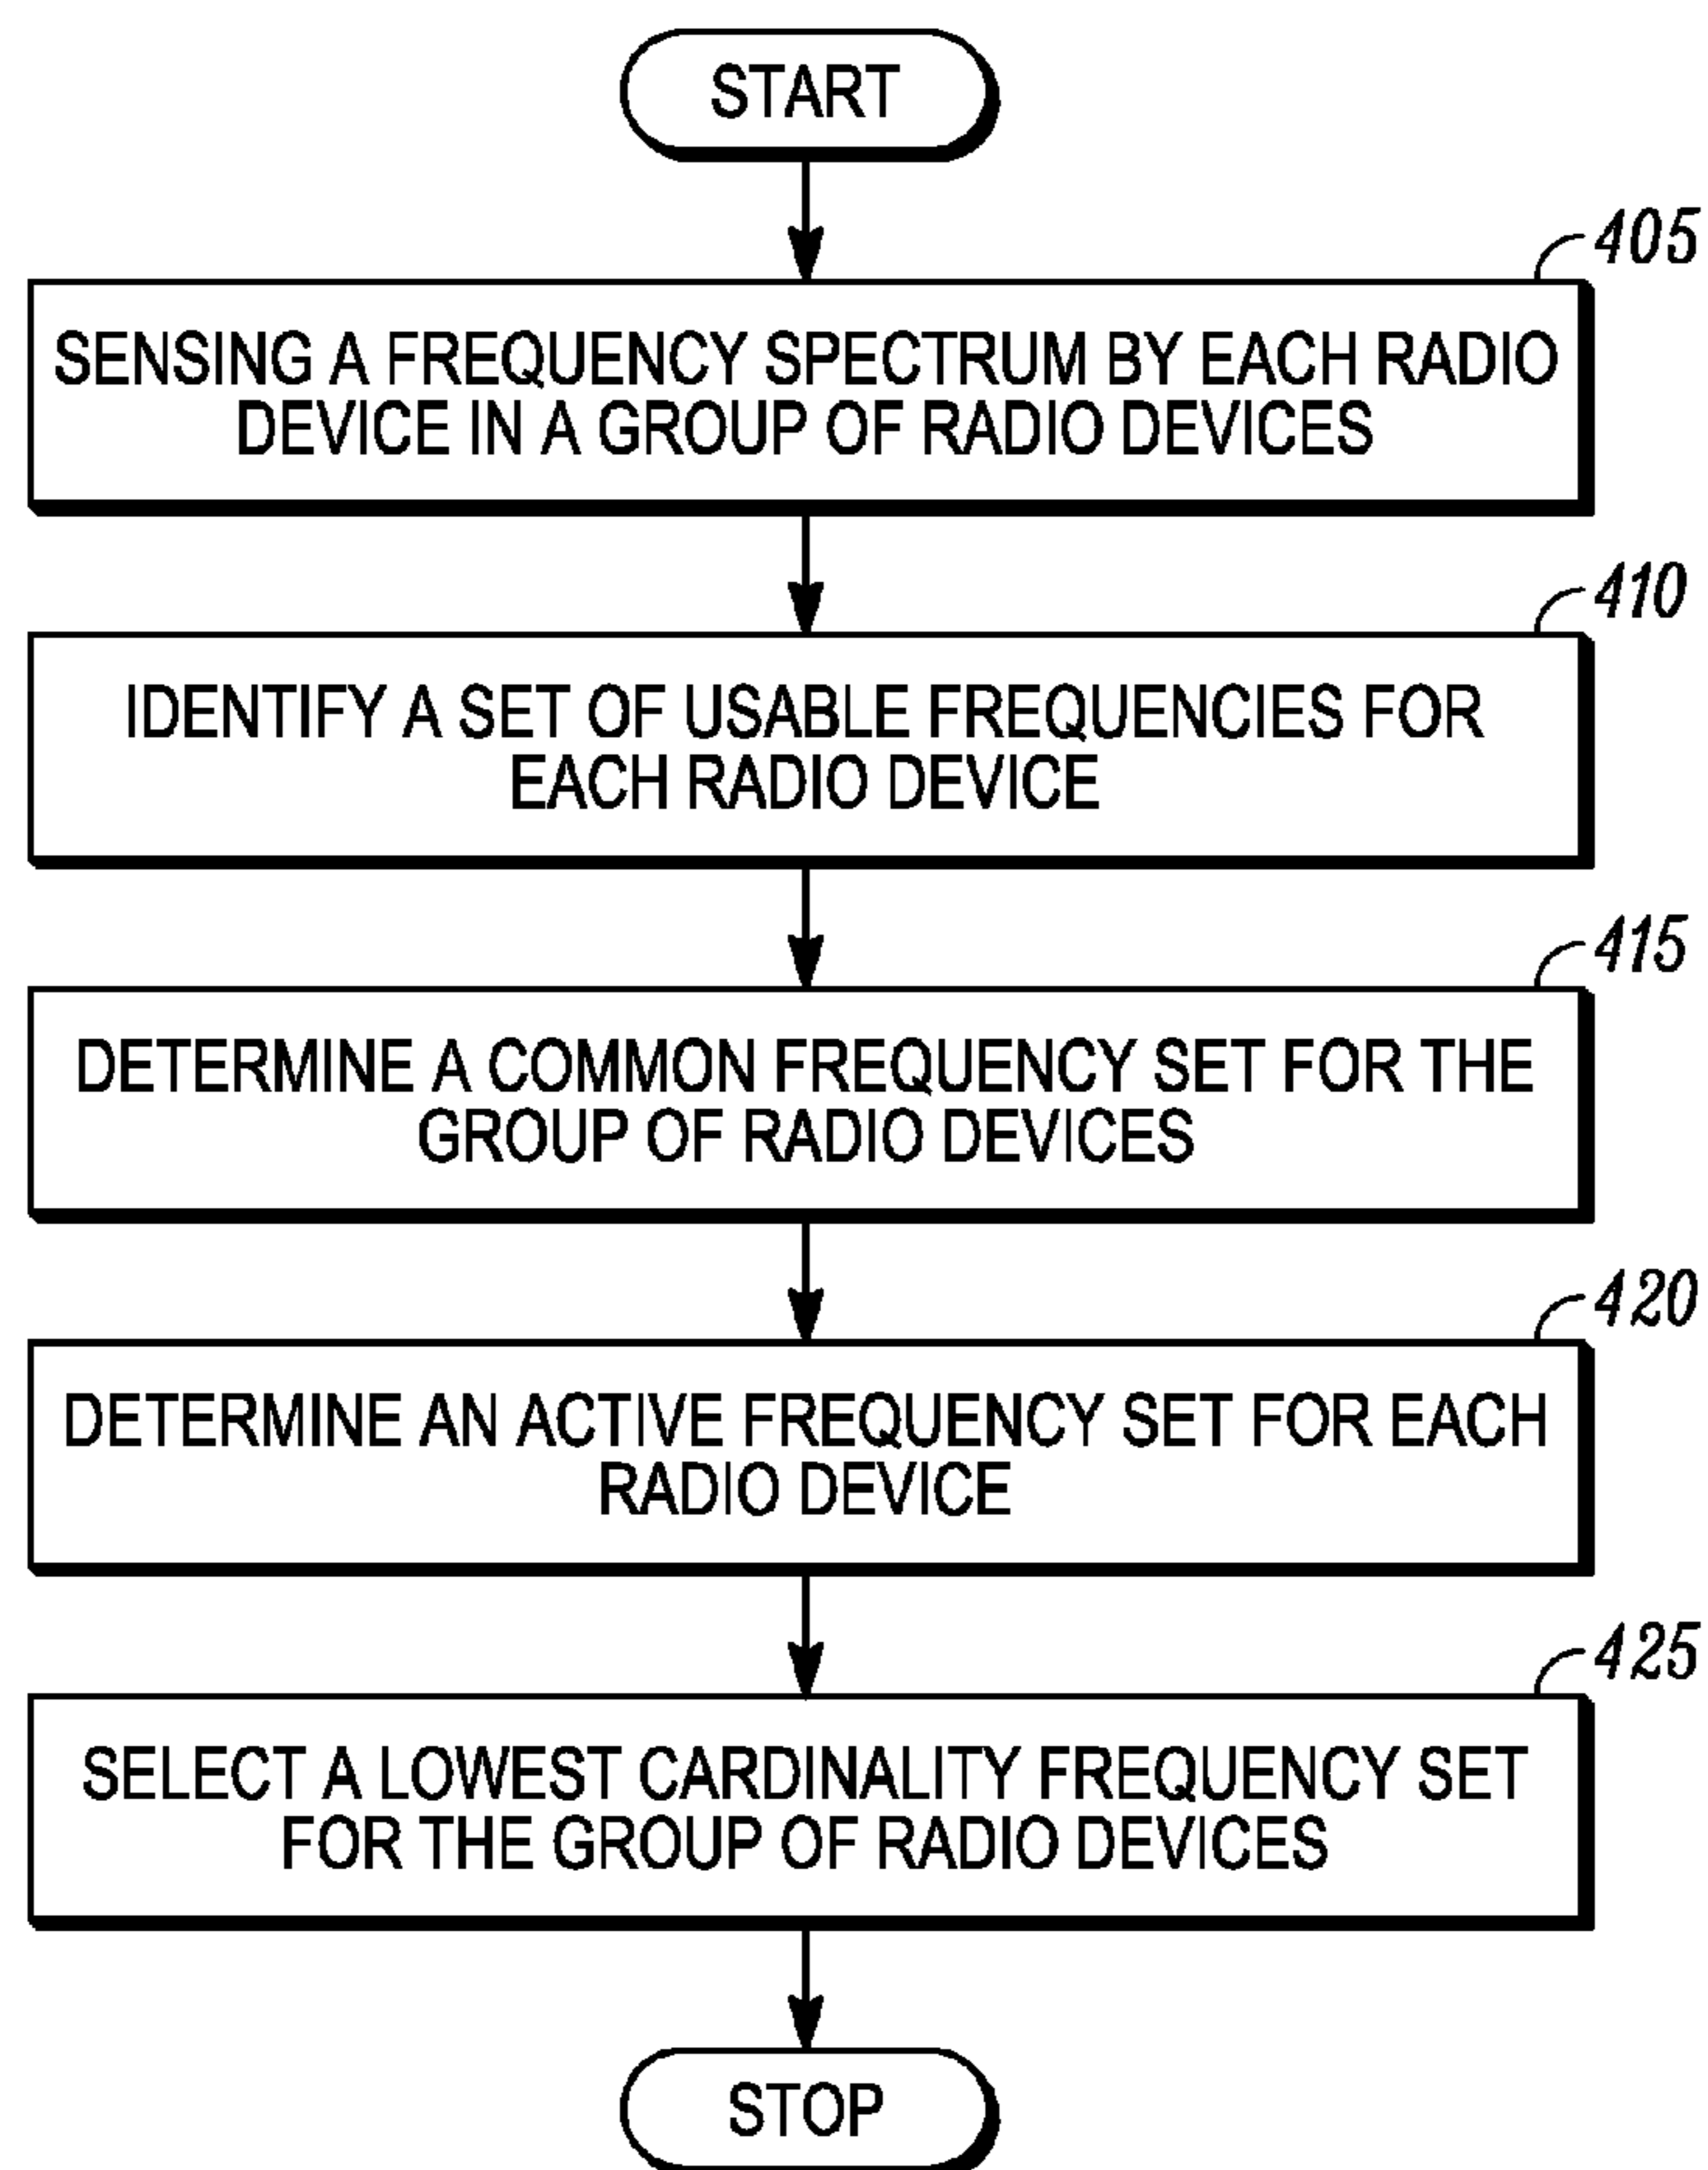 START
405
SENSING A FREQUENCY SPECTRUM BY EACH RADIO
DEVICE IN A GROUP OF RADIO DEVICES
410
IDENTIFY A SET OF USABLE FREQUENCIES FOR
EACH RADIO DEVICE
415
DETERMINE A COMMON FREQUENCY SET FOR THE
GROUP OF RADIO DEVICES
420
DETERMINE AN ACTIVE FREQUENCY SET FOR EACH
RADIO DEVICE
425
SELECT A LOWEST CARDINALITY FREQUENCY SET
FOR THE GROUP OF RADIO DEVICES
STOP